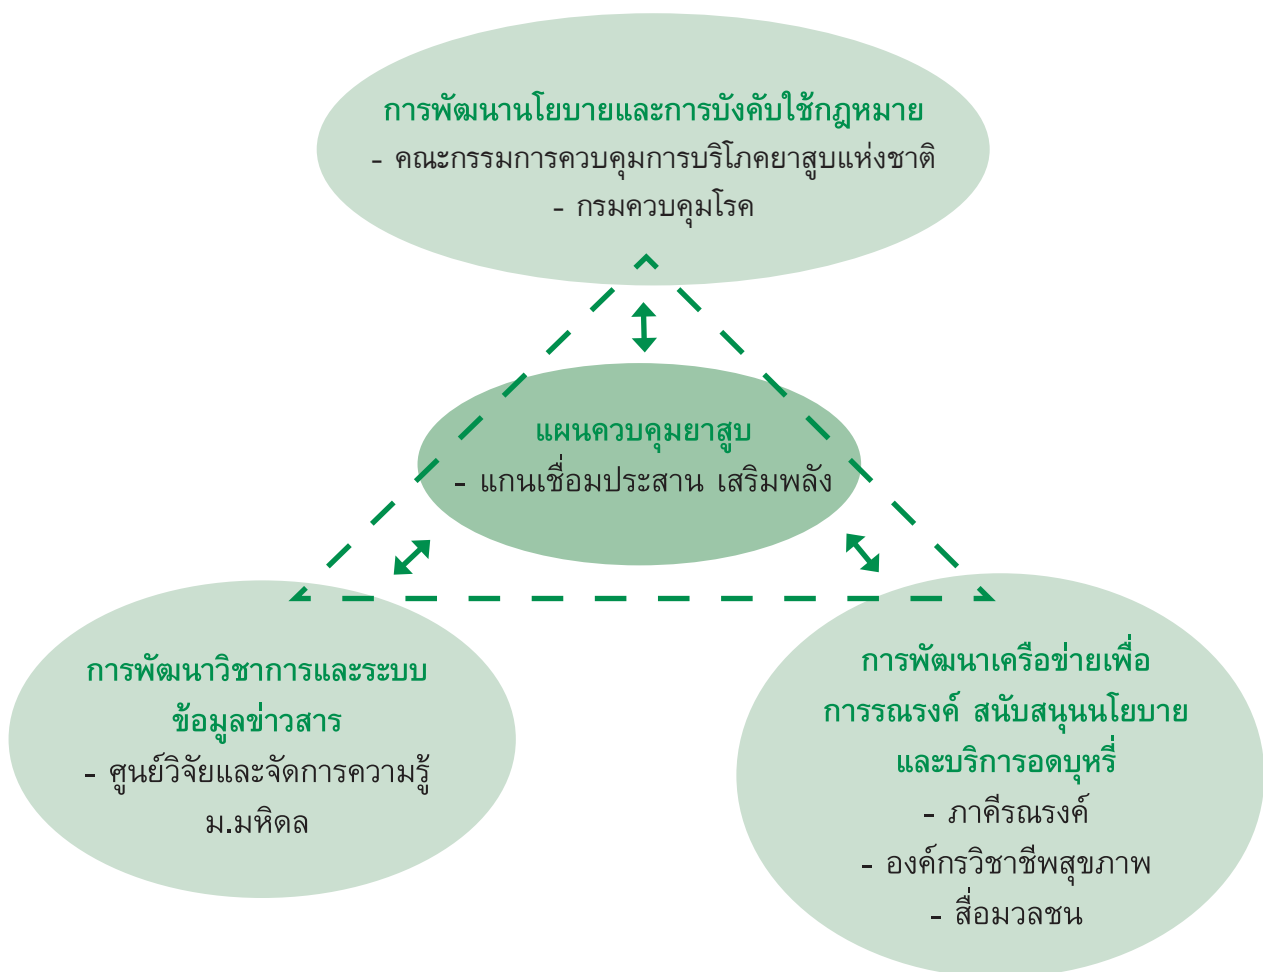 การพัฒนานโยบายและการบังคับใช้กฎหมาย
- คณะกรรมการควบคุมการบริโภคยาสูบแห่งชาติ
- กรมควบคุมโรค
แผนควบคุมยาสูบ
- แกนเชื่อมประสาน เสริมพลัง
การพัฒนาวิชาการและระบบ
ข้อมูลข่าวสาร
- ศูนย์วิจัยและจัดการความรู้
ม.มหิดล
การพัฒนาเครือข่ายเพื่อ
การรณรงค์ สนับสนุนนโยบาย
และบริการอดบุหรี่
- ภาคีรณรงค์
- องค์กรวิชาชีพสุขภาพ
- สื่อมวลชน